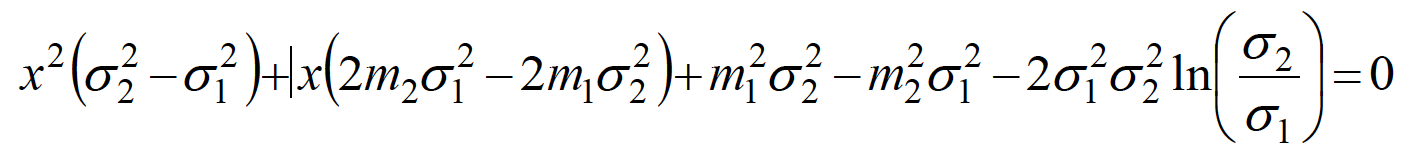 x²(σ₂² − σ₁²) + |x(2m₂σ₁² − 2m₁σ₂²) + m₁²σ₂² − m₂²σ₁² − 2σ₁²σ₂² ln(σ₂/σ₁) = 0